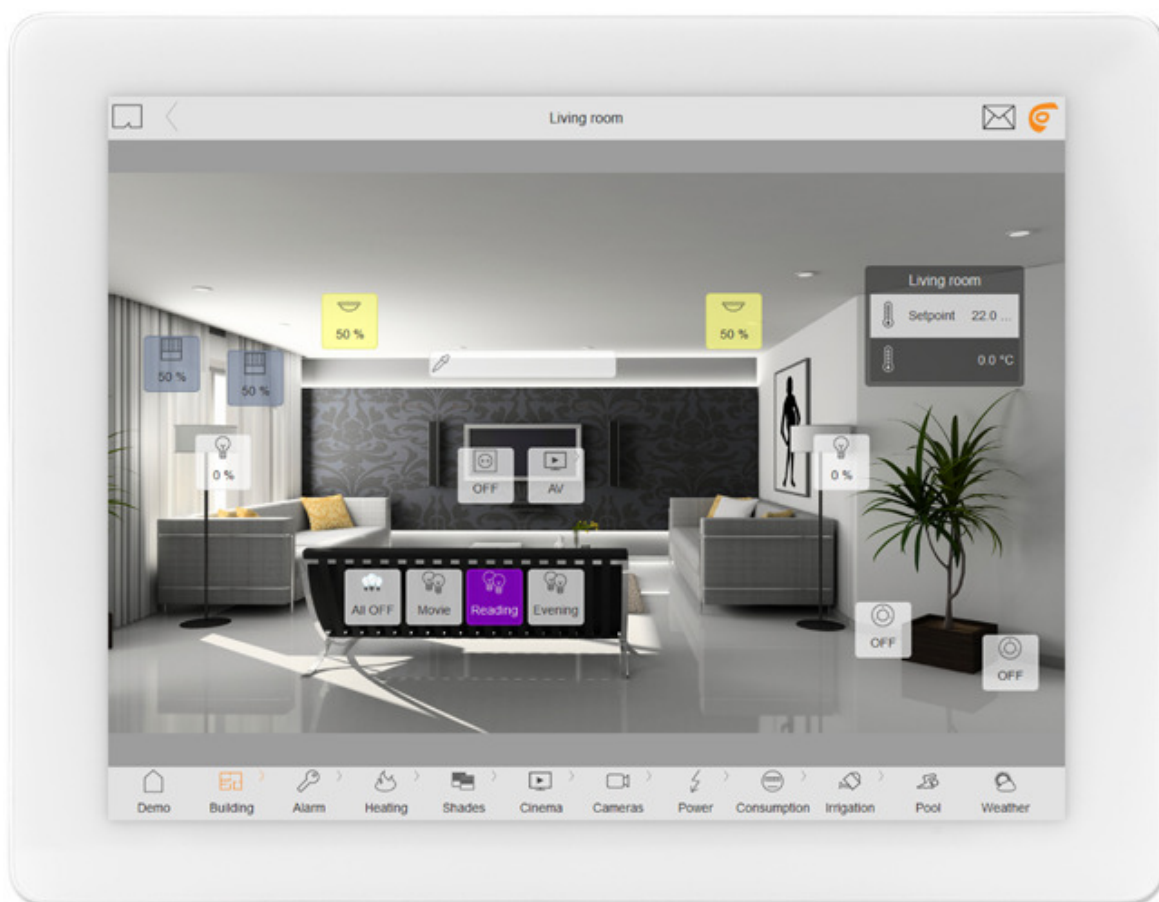 Living room
Living room
Setpoint 22.0 ...
0.0 °C
50 %
50 %
50 %
50 %
0 %
0 %
OFF
AV
All OFF
Movie
Reading
Evening
OFF
OFF
Demo
Building
Alarm
Heating
Shades
Cinema
Cameras
Power
Consumption
Irrigation
Pool
Weather